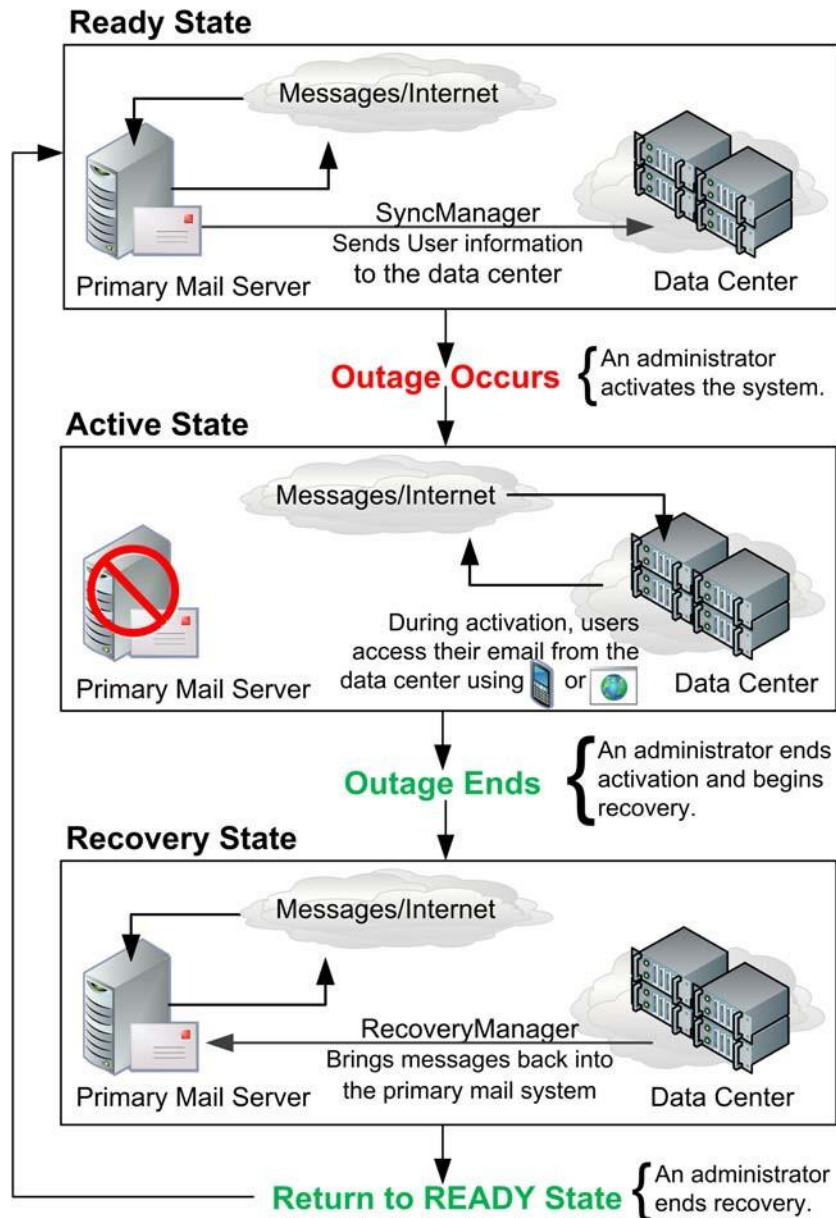 Ready State
Messages/Internet
SyncManager
Sends User information
to the data center
Primary Mail Server
Data Center
Outage Occurs
An administrator
activates the system.
Active State
Messages/Internet
During activation, users
access their email from the
data center using or
Primary Mail Server
Data Center
Outage Ends
An administrator ends
activation and begins
recovery.
Recovery State
Messages/Internet
RecoveryManager
Brings messages back into
the primary mail system
Primary Mail Server
Data Center
Return to READY State
An administrator
ends recovery.